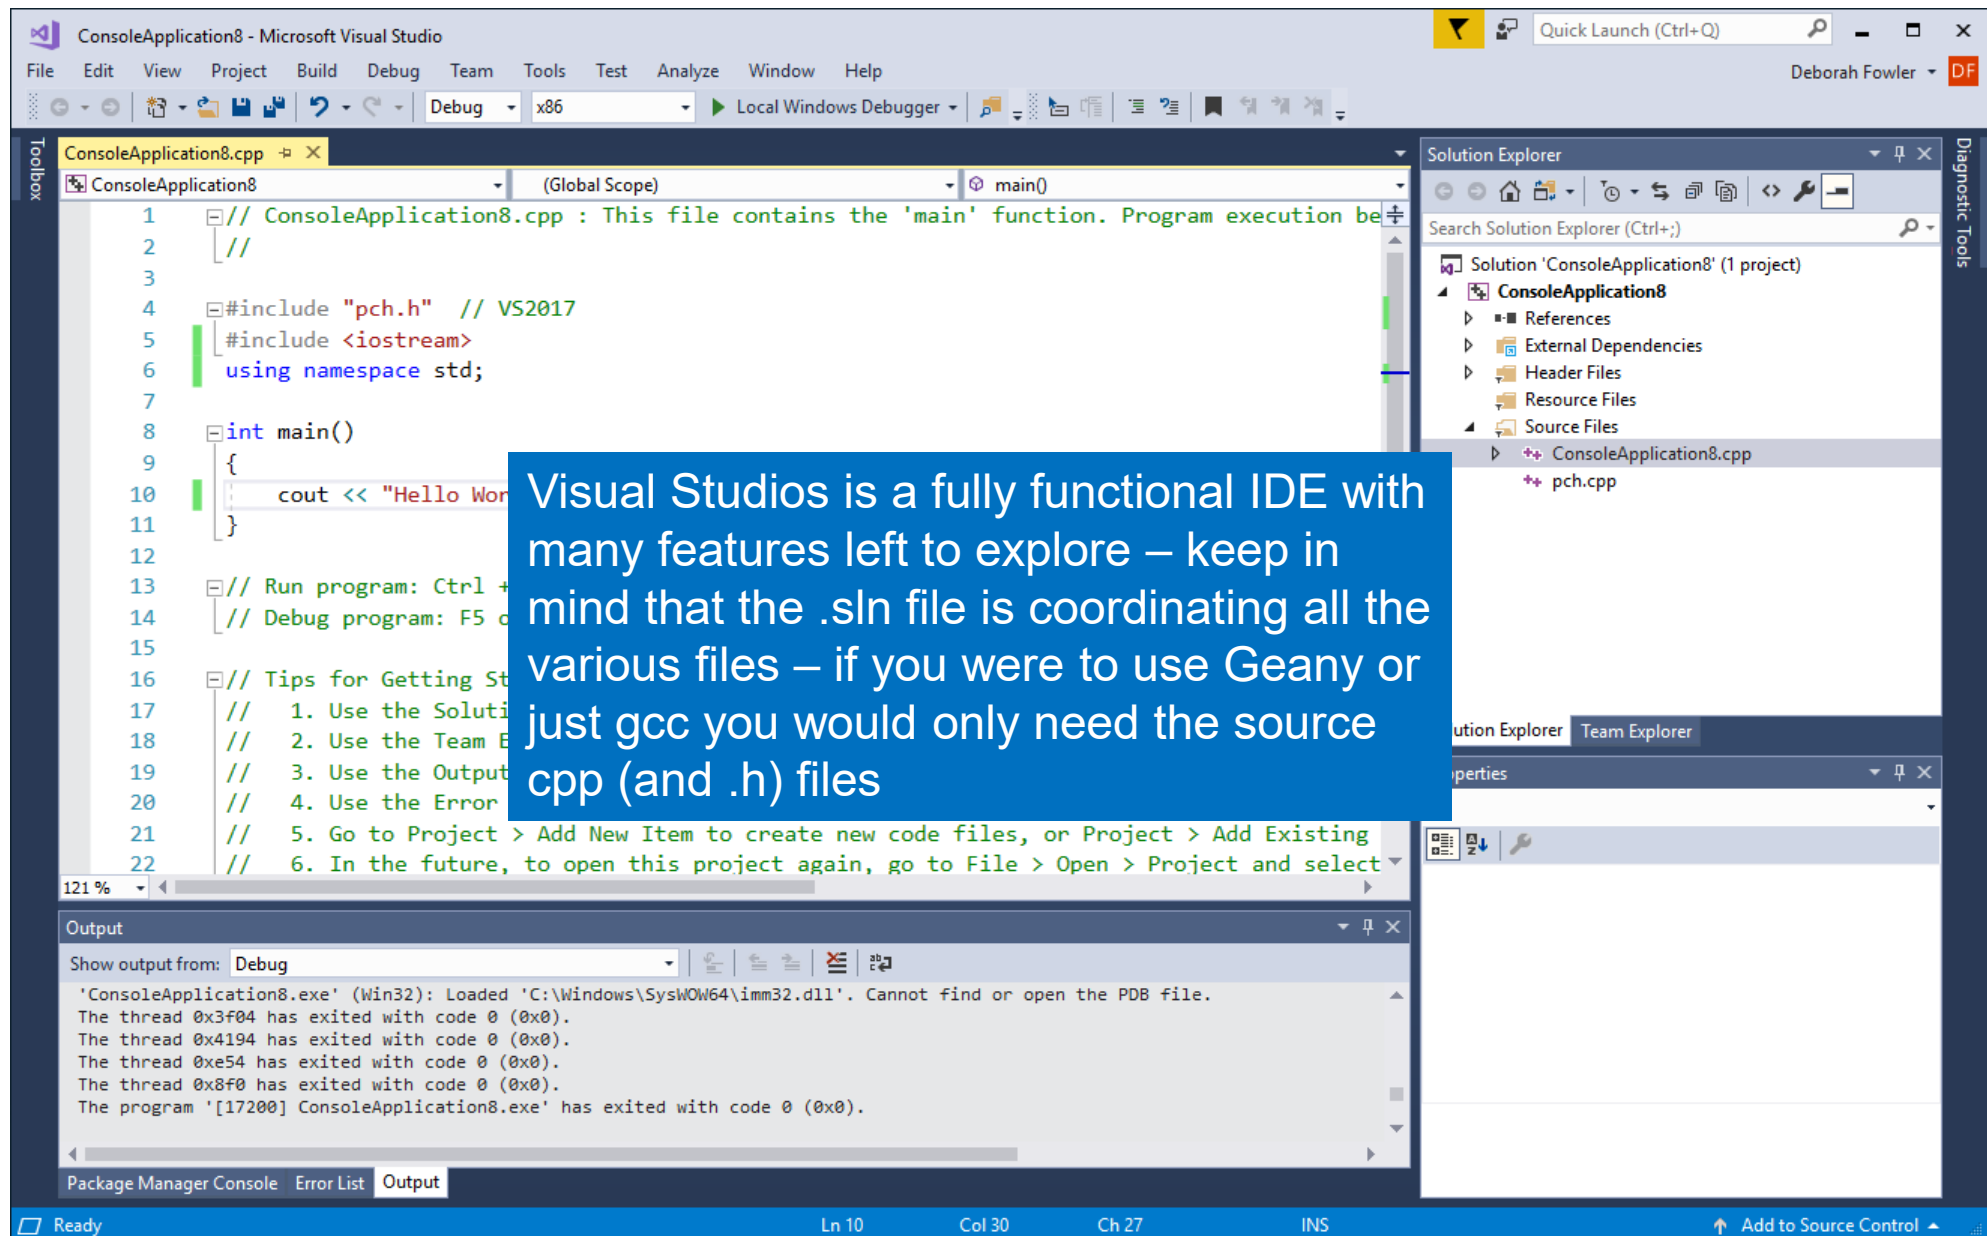 ConsoleApplication8 - Microsoft Visual Studio
Quick Launch (Ctrl+Q)
File Edit View Project Build Debug Team Tools Test Analyze Window Help
Deborah Fowler DF
Debug x86 Local Windows Debugger
Toolbox
ConsoleApplication8.cpp
ConsoleApplication8 (Global Scope) main()
1 // ConsoleApplication8.cpp : This file contains the 'main' function. Program execution be
2 //
3
4 #include "pch.h" // VS2017
5 #include <iostream>
6 using namespace std;
7
8 int main()
9 {
10 cout << "Hello Wor
11 }
12
13 // Run program: Ctrl +
14 // Debug program: F5 o
15
16 // Tips for Getting St
17 // 1. Use the Soluti
18 // 2. Use the Team E
19 // 3. Use the Output
20 // 4. Use the Error
21 // 5. Go to Project > Add New Item to create new code files, or Project > Add Existing
22 // 6. In the future, to open this project again, go to File > Open > Project and select
121 %
Visual Studios is a fully functional IDE with
many features left to explore – keep in
mind that the .sln file is coordinating all the
various files – if you were to use Geany or
just gcc you would only need the source
cpp (and .h) files
Solution Explorer
Search Solution Explorer (Ctrl+;)
Solution 'ConsoleApplication8' (1 project)
ConsoleApplication8
References
External Dependencies
Header Files
Resource Files
Source Files
ConsoleApplication8.cpp
pch.cpp
ution Explorer Team Explorer
perties
Diagnostic Tools
Output
Show output from: Debug
'ConsoleApplication8.exe' (Win32): Loaded 'C:\Windows\SysWOW64\imm32.dll'. Cannot find or open the PDB file.
The thread 0x3f04 has exited with code 0 (0x0).
The thread 0x4194 has exited with code 0 (0x0).
The thread 0xe54 has exited with code 0 (0x0).
The thread 0x8f0 has exited with code 0 (0x0).
The program '[17200] ConsoleApplication8.exe' has exited with code 0 (0x0).
Package Manager Console Error List Output
Ready Ln 10 Col 30 Ch 27 INS Add to Source Control